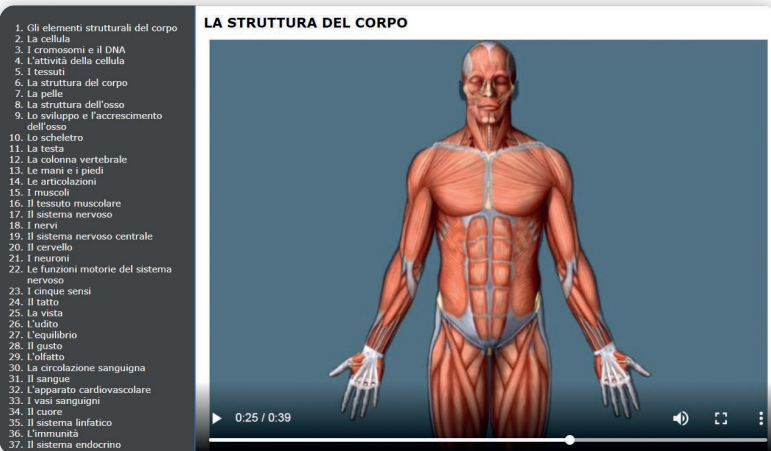 1. Gli elementi strutturali del corpo
2. La cellula
3. I cromosomi e il DNA
4. L'attività della cellula
5. I tessuti
6. La struttura del corpo
7. La pelle
8. La struttura dell'osso
9. Lo sviluppo e l'accrescimento
dell'osso
10. Lo scheletro
11. La testa
12. La colonna vertebrale
13. Le mani e i piedi
14. Le articolazioni
15. I muscoli
16. Il tessuto muscolare
17. Il sistema nervoso
18. I nervi
19. Il sistema nervoso centrale
20. Il cervello
21. I neuroni
22. Le funzioni motorie del sistema
nervoso
23. I cinque sensi
24. Il tatto
25. La vista
26. L'udito
27. L'equilibrio
28. Il gusto
29. L'olfatto
30. La circolazione sanguigna
31. Il sangue
32. L'apparato cardiovascolare
33. I vasi sanguigni
34. Il cuore
35. Il sistema linfatico
36. L'immunità
37. Il sistema endocrino
LA STRUTTURA DEL CORPO
0:25 / 0:39